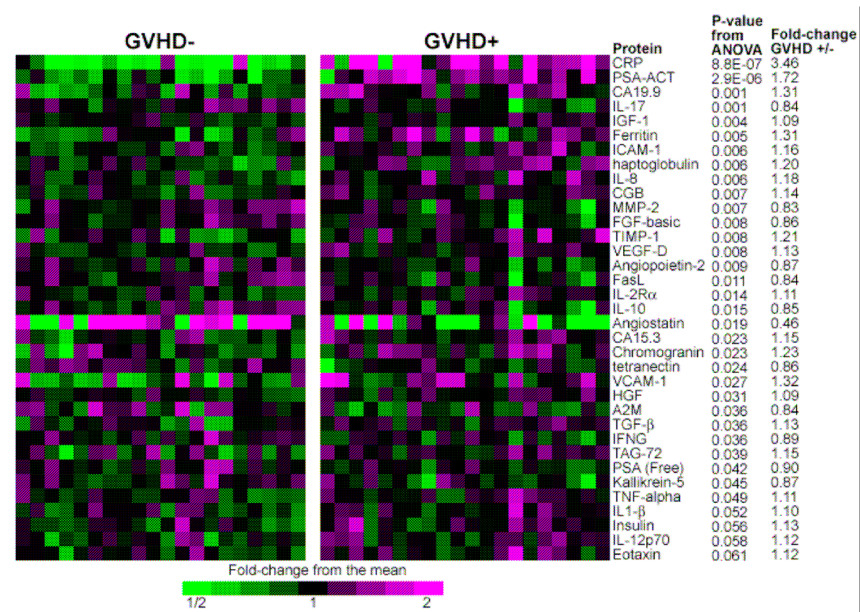 GVHD-
GVHD+
Protein P-value from ANOVA Fold-change GVHD +/-
CRP 8.8E-07 3.46
PSA-ACT 2.9E-06 1.72
CA19.9 0.001 1.31
IL-17 0.001 0.84
IGF-1 0.004 1.09
Ferritin 0.005 1.31
ICAM-1 0.006 1.16
haptoglobulin 0.006 1.20
IL-8 0.006 1.18
CGB 0.007 1.14
MMP-2 0.007 0.83
FGF-basic 0.008 0.86
TIMP-1 0.008 1.21
VEGF-D 0.008 1.13
Angiopoietin-2 0.009 0.87
FasL 0.011 0.84
IL-2Rα 0.014 1.11
IL-10 0.015 0.85
Angiostatin 0.019 0.46
CA15.3 0.023 1.15
Chromogranin 0.023 1.23
tetranectin 0.024 0.86
VCAM-1 0.027 1.32
HGF 0.031 1.09
A2M 0.036 0.84
TGF-β 0.036 1.13
IFNG 0.036 0.89
TAG-72 0.039 1.15
PSA (Free) 0.042 0.90
Kallikrein-5 0.045 0.87
TNF-alpha 0.049 1.11
IL1-β 0.052 1.10
Insulin 0.056 1.13
IL-12p70 0.058 1.12
Eotaxin 0.061 1.12
Fold-change from the mean
1/2 1 2